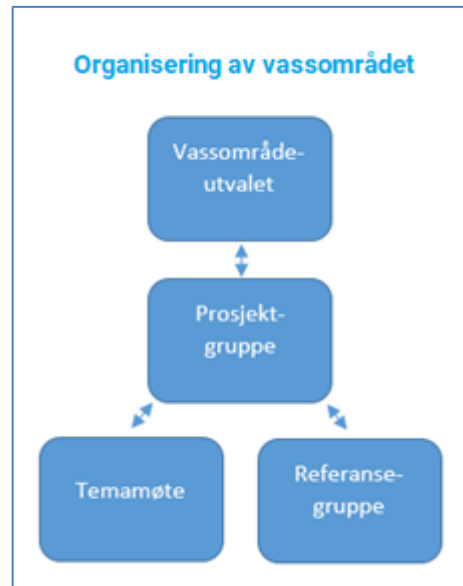 Organisering av vassområdet
Vassområde-
utvalet
Prosjekt-
gruppe
Temamøte
Referanse-
gruppe